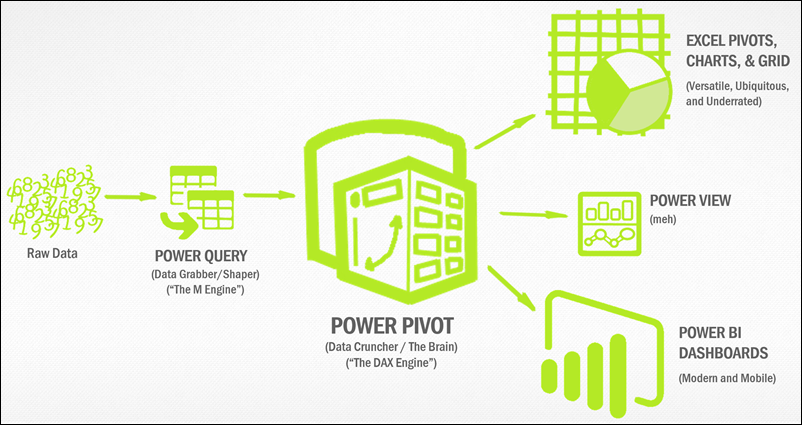 Raw Data
POWER QUERY
(Data Grabber/Shaper)
("The M Engine")
POWER PIVOT
(Data Cruncher / The Brain)
("The DAX Engine")
EXCEL PIVOTS,
CHARTS, & GRID
(Versatile, Ubiquitous,
and Underrated)
POWER VIEW
(meh)
POWER BI
DASHBOARDS
(Modern and Mobile)